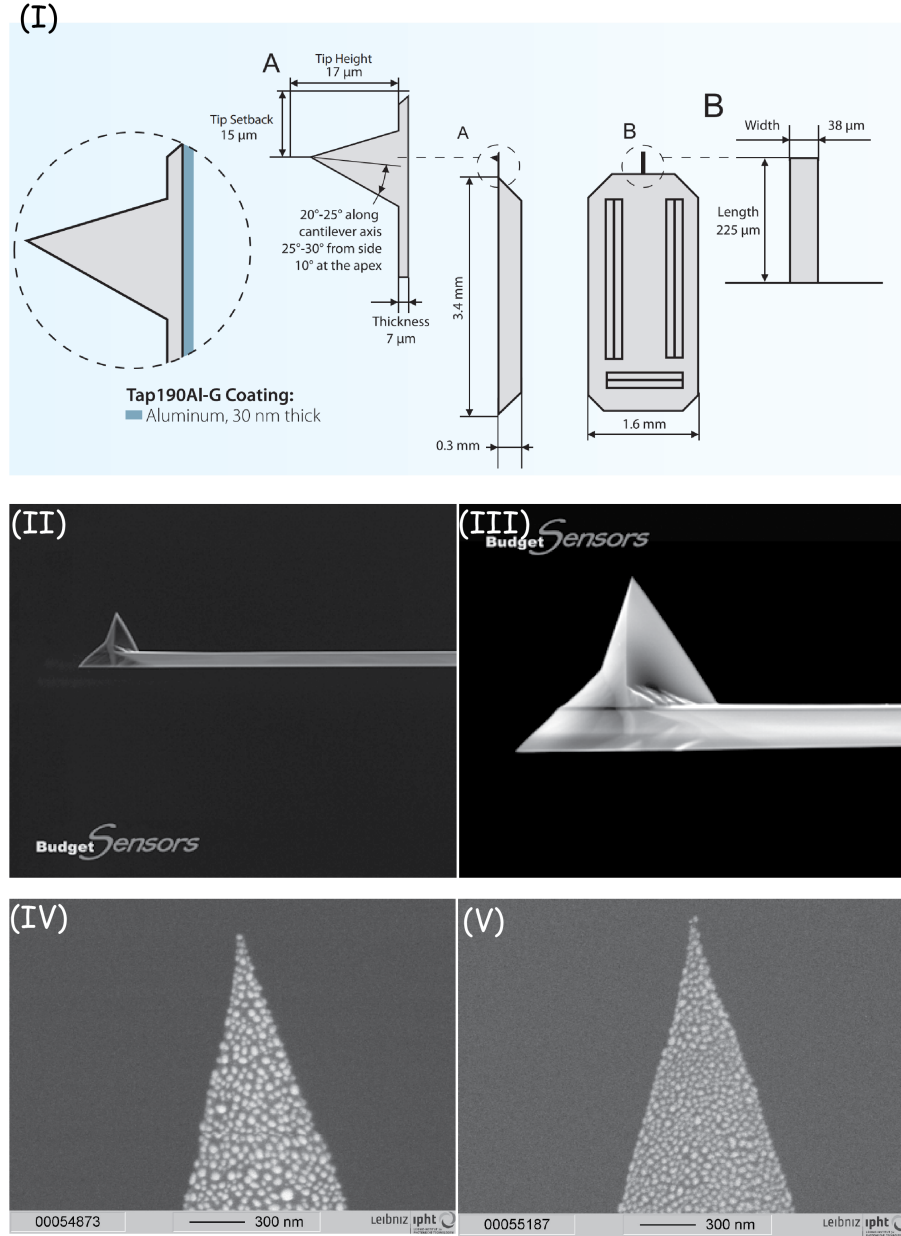 (I)
A
Tip Height
17 µm
Tip Setback
15 µm
20°-25° along
cantilever axis
25°-30° from side
10° at the apex
Thickness
7 µm
Tap190Al-G Coating:
Aluminum, 30 nm thick
A
3.4 mm
0.3 mm
B
1.6 mm
B
Width
38 µm
Length
225 µm
(II)
Budget Sensors
(III)
Budget Sensors
(IV)
00054873
300 nm
Leibniz ipht
(V)
00055187
300 nm
Leibniz ipht